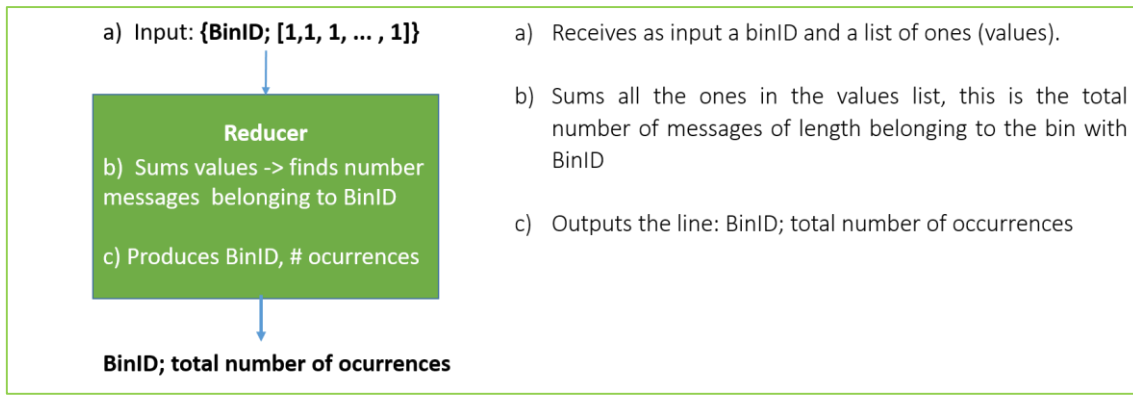 a) Input: {BinID; [1,1, 1, ... , 1]}
Reducer
b) Sums values -> finds number
messages belonging to BinID
c) Produces BinID, # ocurrences
BinID; total number of ocurrences
a) Receives as input a binID and a list of ones (values).
b) Sums all the ones in the values list, this is the total
number of messages of length belonging to the bin with
BinID
c) Outputs the line: BinID; total number of occurrences